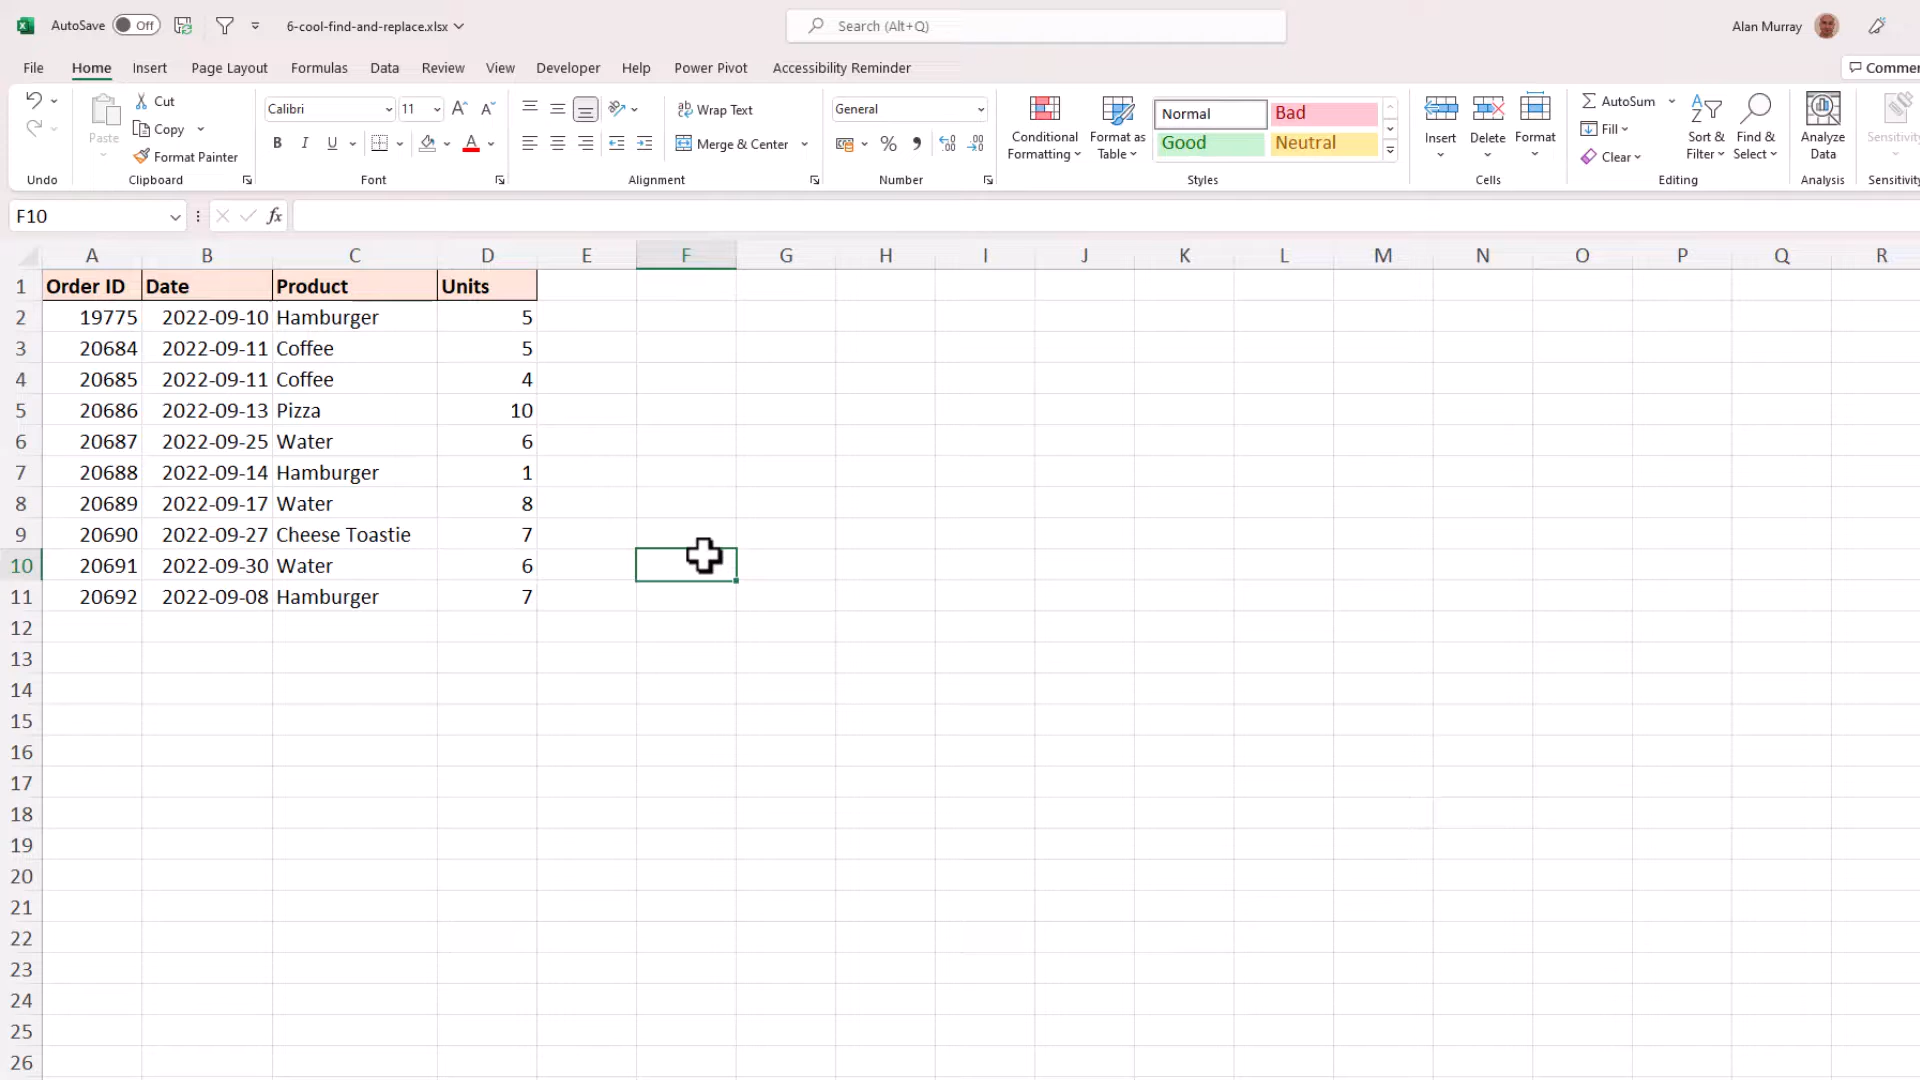 AutoSave Off 6-cool-find-and-replace.xlsx Search (Alt+Q) Alan Murray
File Home Insert Page Layout Formulas Data Review View Developer Help Power Pivot Accessibility Reminder Commen
Paste Cut Copy Format Painter
Calibri 11 A A
B I U A
Wrap Text
Merge & Center
General
%
Conditional Formatting
Format as Table
Normal Bad
Good Neutral
Insert Delete Format
AutoSum
Fill
Clear
Sort & Filter
Find & Select
Analyze Data
Sensitivity
Undo Clipboard Font Alignment Number Styles Cells Editing Analysis Sensitivity
F10 fx
A B C D E F G H I J K L M N O P Q R
1 Order ID Date Product Units
2 19775 2022-09-10 Hamburger 5
3 20684 2022-09-11 Coffee 5
4 20685 2022-09-11 Coffee 4
5 20686 2022-09-13 Pizza 10
6 20687 2022-09-25 Water 6
7 20688 2022-09-14 Hamburger 1
8 20689 2022-09-17 Water 8
9 20690 2022-09-27 Cheese Toastie 7
10 20691 2022-09-30 Water 6
11 20692 2022-09-08 Hamburger 7
12
13
14
15
16
17
18
19
20
21
22
23
24
25
26